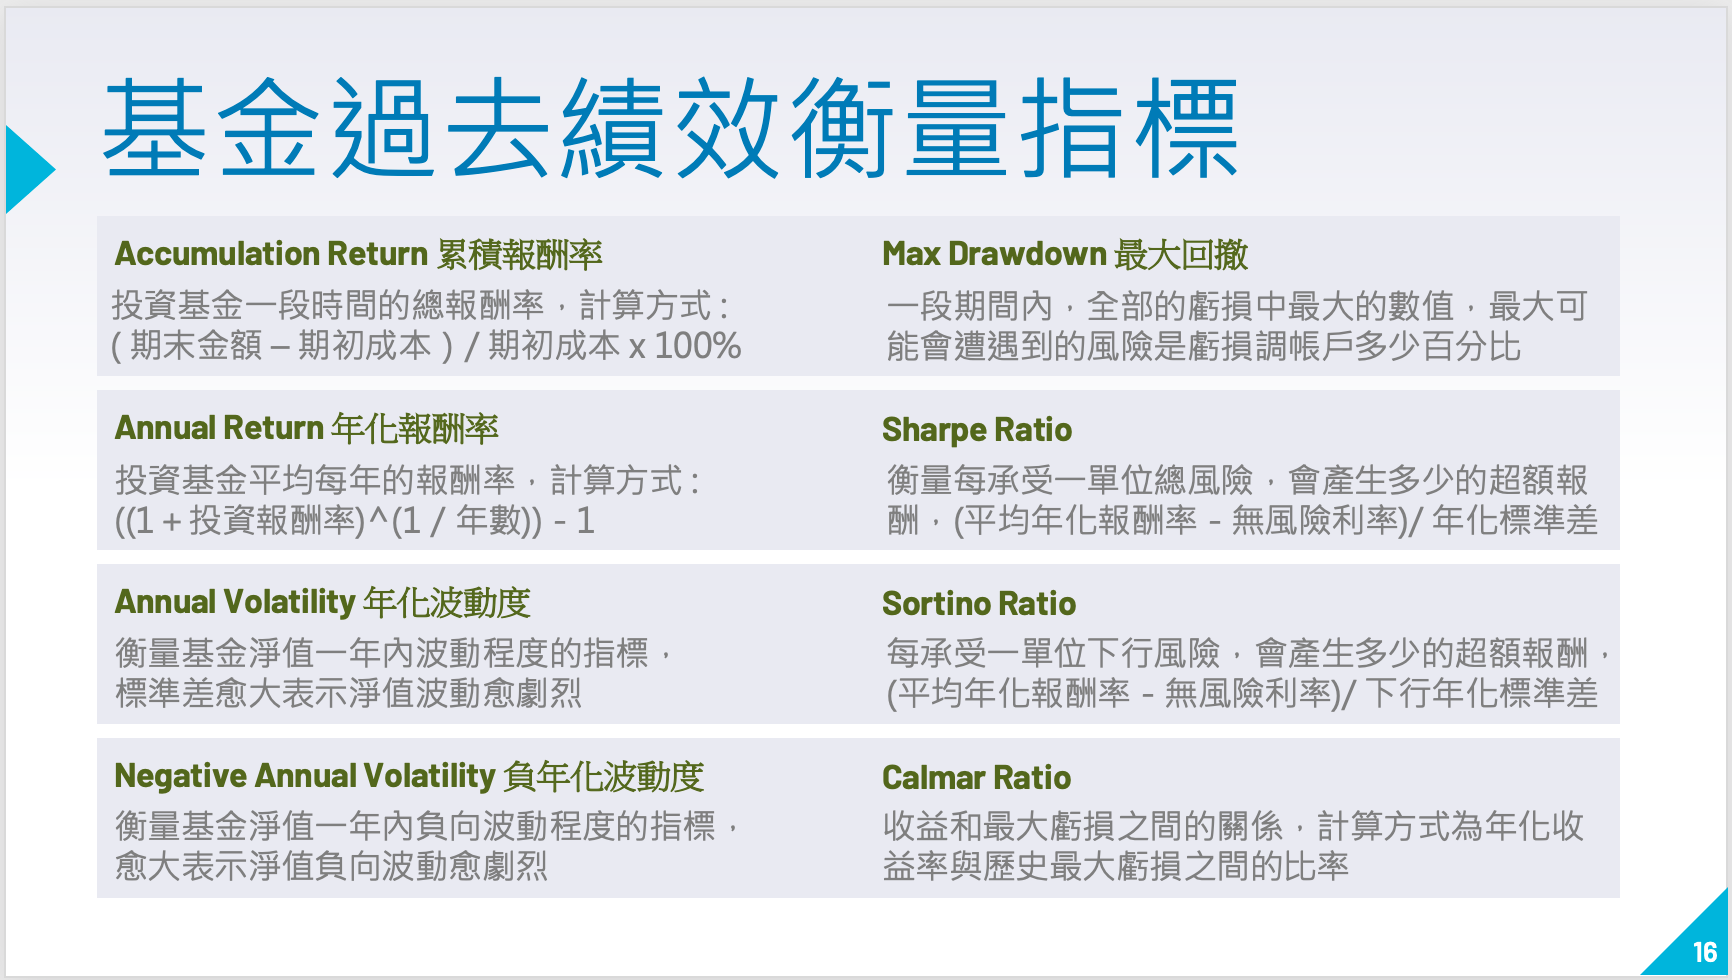 基金過去績效衡量指標
Accumulation Return 累積報酬率
投資基金一段時間的總報酬率，計算方式 :
( 期末金額 – 期初成本 ) / 期初成本 x 100%
Max Drawdown 最大回撤
一段期間內，全部的虧損中最大的數值，最大可
能會遭遇到的風險是虧損調帳戶多少百分比
Annual Return 年化報酬率
投資基金平均每年的報酬率，計算方式 :
((1 + 投資報酬率)^(1 / 年數)) - 1
Sharpe Ratio
衡量每承受一單位總風險，會產生多少的超額報
酬，(平均年化報酬率 - 無風險利率)/ 年化標準差
Annual Volatility 年化波動度
衡量基金淨值一年內波動程度的指標，
標準差愈大表示淨值波動愈劇烈
Sortino Ratio
每承受一單位下行風險，會產生多少的超額報酬，
(平均年化報酬率 - 無風險利率)/ 下行年化標準差
Negative Annual Volatility 負年化波動度
衡量基金淨值一年內負向波動程度的指標，
愈大表示淨值負向波動愈劇烈
Calmar Ratio
收益和最大虧損之間的關係，計算方式為年化收
益率與歷史最大虧損之間的比率
16